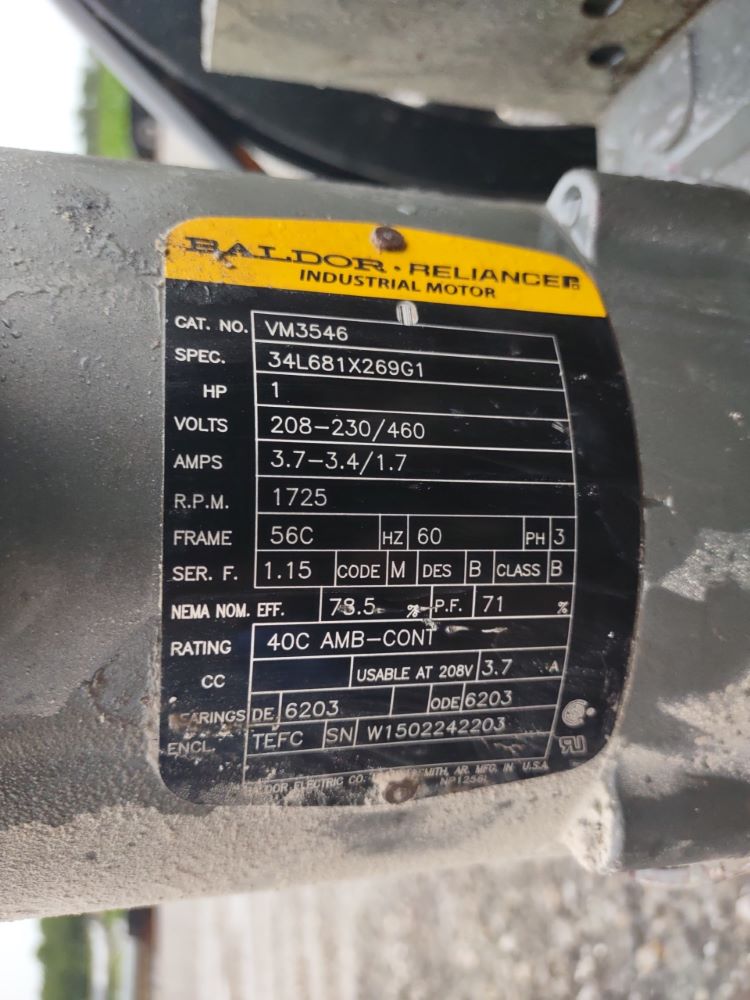 BALDOR · RELIANCE
INDUSTRIAL MOTOR
CAT. NO. VM3546
SPEC. 34L681X269G1
HP 1
VOLTS 208-230/460
AMPS 3.7-3.4/1.7
R.P.M. 1725
FRAME 56C HZ 60 PH 3
SER. F. 1.15 CODE M DES B CLASS B
NEMA NOM. EFF. 78.5 % P.F. 71 %
RATING 40C AMB-CONT
CC USABLE AT 208V 3.7 A
BEARINGS DE 6203 ODE 6203
ENCL. TEFC SN W1502242203
BALDOR ELECTRIC CO. AR. MFG. IN U.S.A.
NP1256L